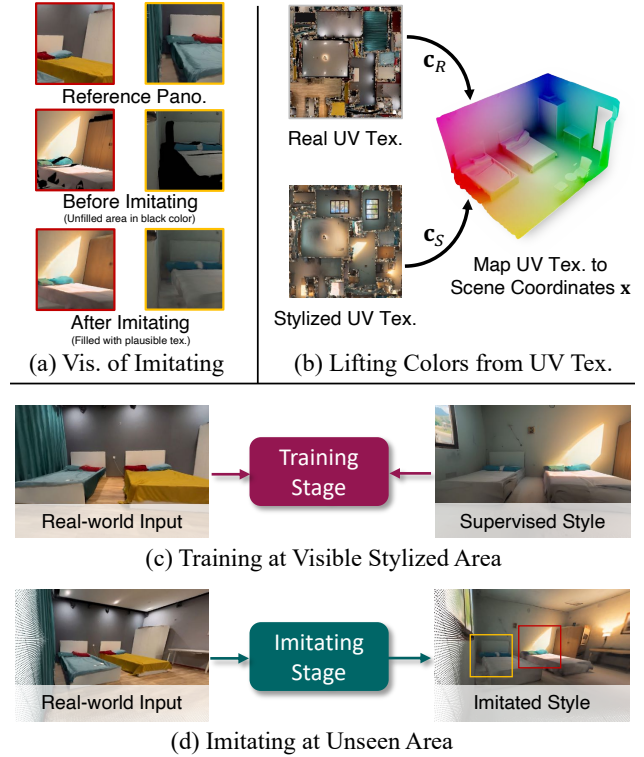 Reference Pano.
Before Imitating
(Unfilled area in black color)
After Imitating
(Filled with plausible tex.)
(a) Vis. of Imitating
Real UV Tex.
c_R
Stylized UV Tex.
c_S
Map UV Tex. to
Scene Coordinates x
(b) Lifting Colors from UV Tex.
Real-world Input
Training
Stage
Supervised Style
(c) Training at Visible Stylized Area
Real-world Input
Imitating
Stage
Imitated Style
(d) Imitating at Unseen Area